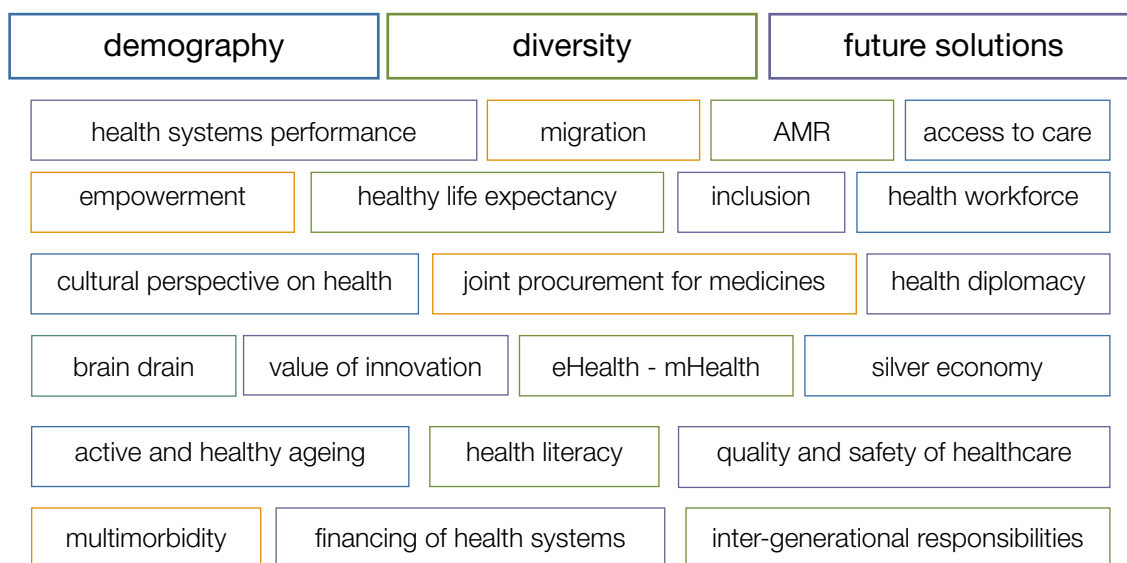 demography diversity future solutions
health systems performance migration AMR access to care
empowerment healthy life expectancy inclusion health workforce
cultural perspective on health joint procurement for medicines health diplomacy
brain drain value of innovation eHealth - mHealth silver economy
active and healthy ageing health literacy quality and safety of healthcare
multimorbidity financing of health systems inter-generational responsibilities